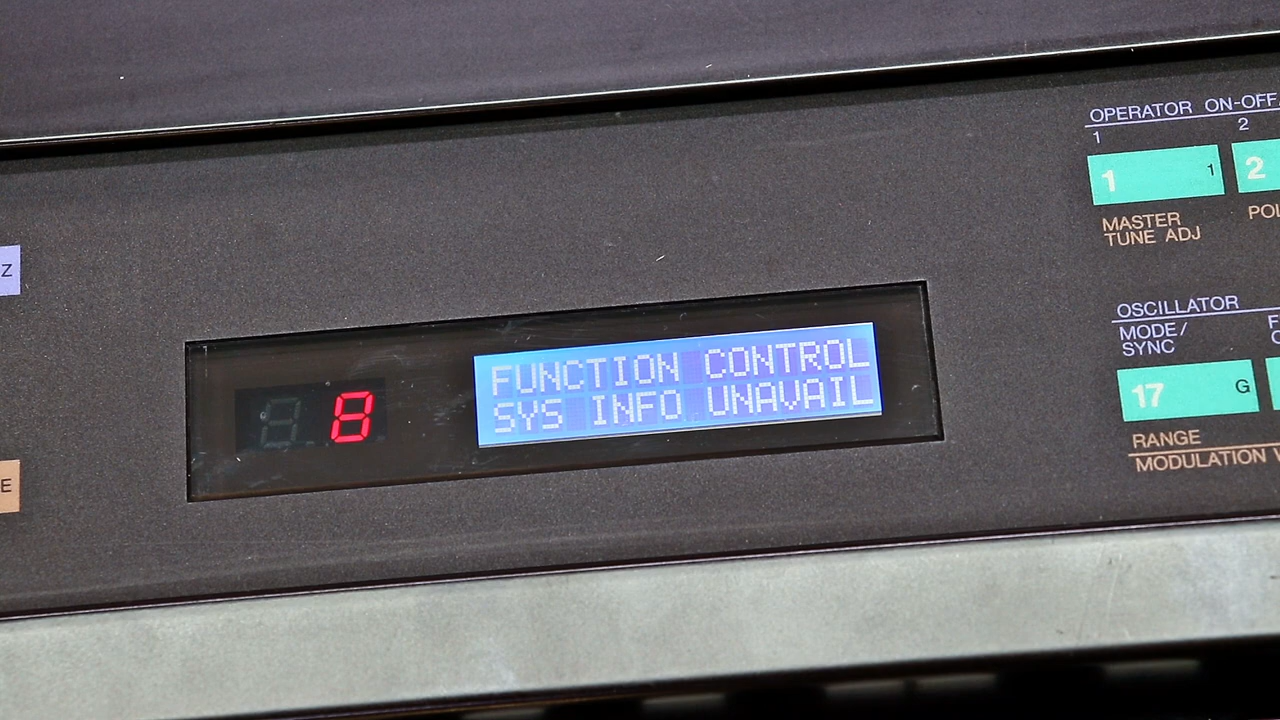 OPERATOR ON-OFF
1 2
1 1 2
MASTER
TUNE ADJ
Z
OSCILLATOR
MODE/
SYNC
FUNCTION CONTROL
SYS INFO UNAVAIL
8
17 G
RANGE
MODULATION
E